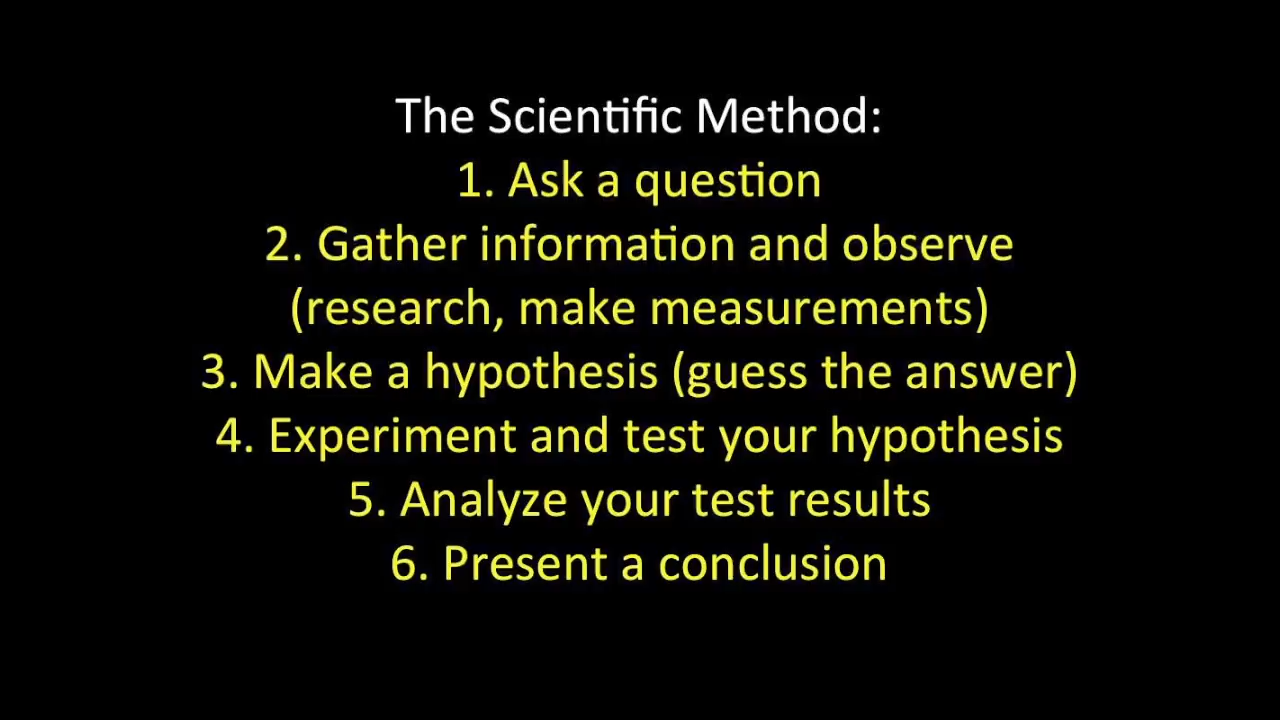 The Scientific Method:
1. Ask a question
2. Gather information and observe
(research, make measurements)
3. Make a hypothesis (guess the answer)
4. Experiment and test your hypothesis
5. Analyze your test results
6. Present a conclusion